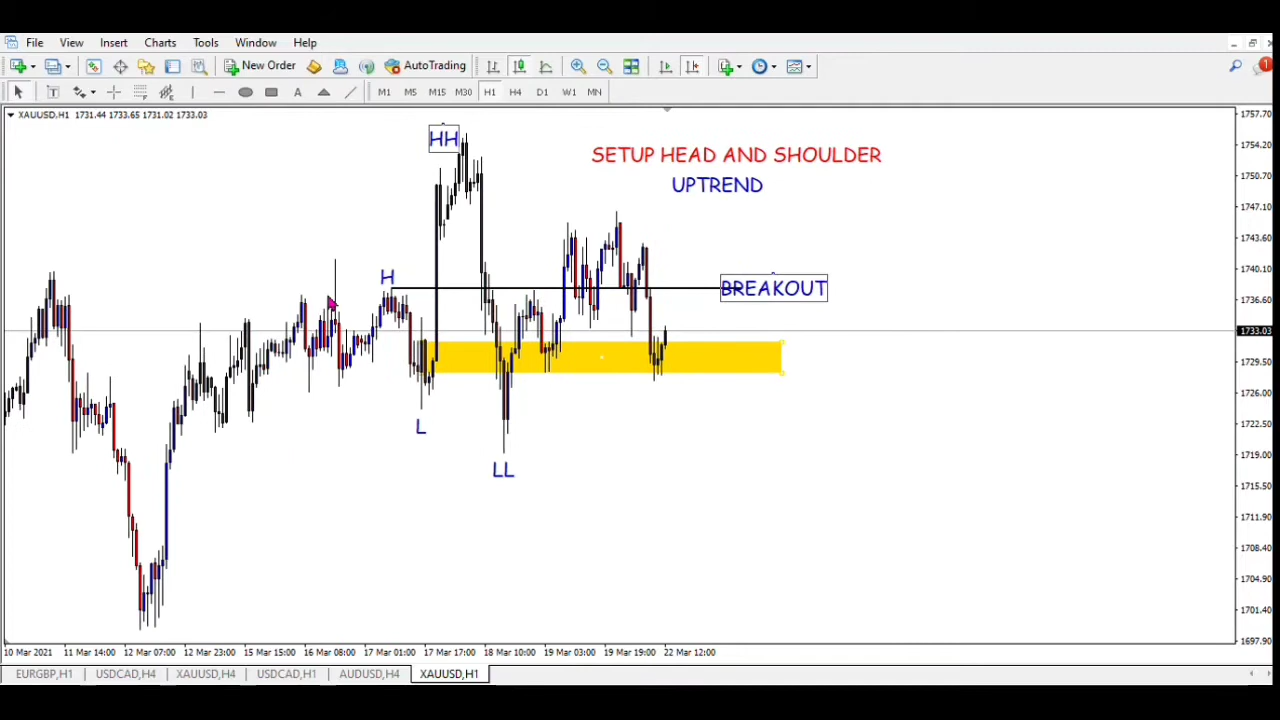 File View Insert Charts Tools Window Help
New Order AutoTrading 1
T A M1 M5 M15 M30 H1 H4 D1 W1 MN
XAUUSD,H1 1731.44 1733.65 1731.02 1733.03
HH
SETUP HEAD AND SHOULDER
UPTREND
H
BREAKOUT
L
LL
1757.70
1754.20
1750.70
1747.10
1743.60
1740.10
1736.60
1733.03
1729.50
1726.00
1722.50
1719.00
1715.50
1711.90
1708.40
1704.90
1701.40
1697.90
10 Mar 2021 11 Mar 14:00 12 Mar 07:00 12 Mar 23:00 15 Mar 15:00 16 Mar 08:00 17 Mar 01:00 17 Mar 17:00 18 Mar 10:00 19 Mar 03:00 19 Mar 19:00 22 Mar 12:00
EURGBP,H1 USDCAD,H4 XAUUSD,H4 USDCAD,H1 AUDUSD,H4 XAUUSD,H1